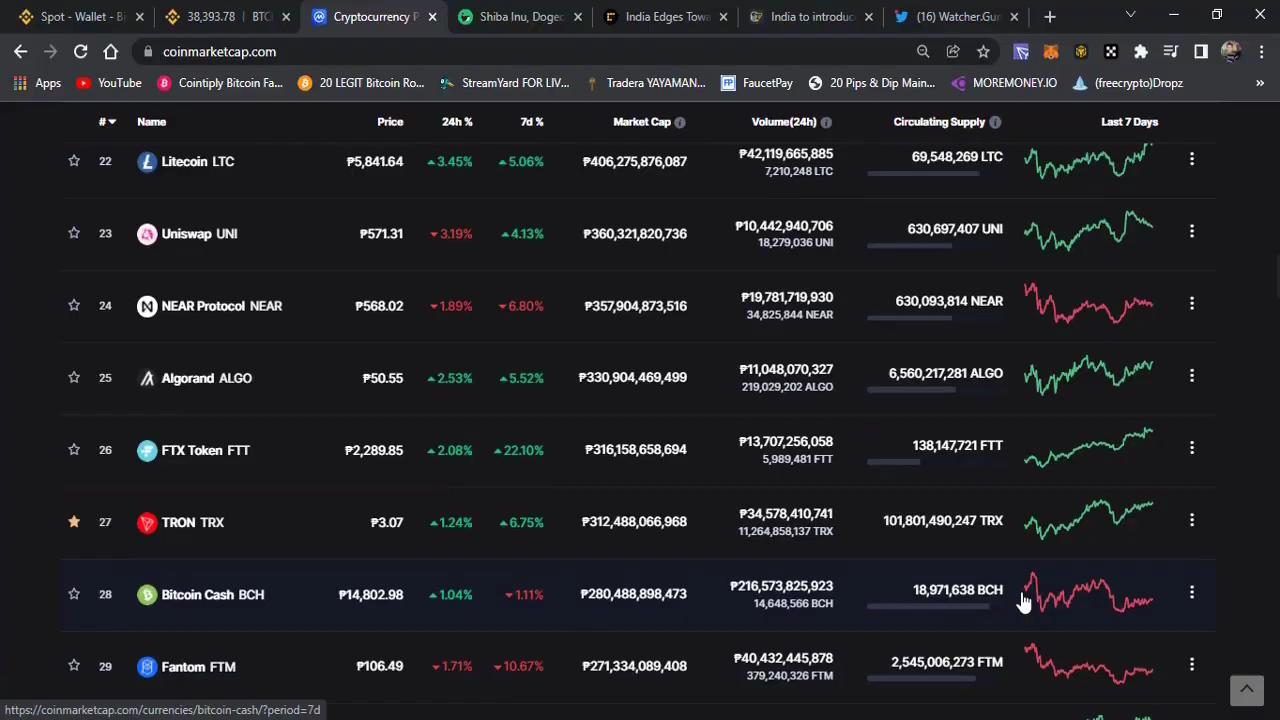 Spot - Wallet - Bi
38,393.78 | BTC
Cryptocurrency P
Shiba Inu, Dogec
India Edges Towa
India to introduc
(16) Watcher.Gun
coinmarketcap.com
Apps
YouTube
Cointiply Bitcoin Fa...
20 LEGIT Bitcoin Ro...
StreamYard FOR LIV...
Tradera YAYAMAN...
FaucetPay
20 Pips & Dip Main...
MOREMONEY.IO
(freecrypto)Dropz
»
# Name Price 24h % 7d % Market Cap Volume(24h) Circulating Supply Last 7 Days
22 Litecoin LTC ₱5,841.64 3.45% 5.06% ₱406,275,876,087 ₱42,119,665,885 69,548,269 LTC
7,210,248 LTC
23 Uniswap UNI ₱571.31 3.19% 4.13% ₱360,321,820,736 ₱10,442,940,706 630,697,407 UNI
18,279,036 UNI
24 NEAR Protocol NEAR ₱568.02 1.89% 6.80% ₱357,904,873,516 ₱19,781,719,930 630,093,814 NEAR
34,825,844 NEAR
25 Algorand ALGO ₱50.55 2.53% 5.52% ₱330,904,469,499 ₱11,048,070,327 6,560,217,281 ALGO
219,029,202 ALGO
26 FTX Token FTT ₱2,289.85 2.08% 22.10% ₱316,158,658,694 ₱13,707,256,058 138,147,721 FTT
5,989,481 FTT
27 TRON TRX ₱3.07 1.24% 6.75% ₱312,488,066,968 ₱34,578,410,741 101,801,490,247 TRX
11,264,858,137 TRX
28 Bitcoin Cash BCH ₱14,802.98 1.04% 1.11% ₱280,488,898,473 ₱216,573,825,923 18,971,638 BCH
14,648,566 BCH
29 Fantom FTM ₱106.49 1.71% 10.67% ₱271,334,089,408 ₱40,432,445,878 2,545,006,273 FTM
379,240,326 FTM
https://coinmarketcap.com/currencies/bitcoin-cash/?period=7d